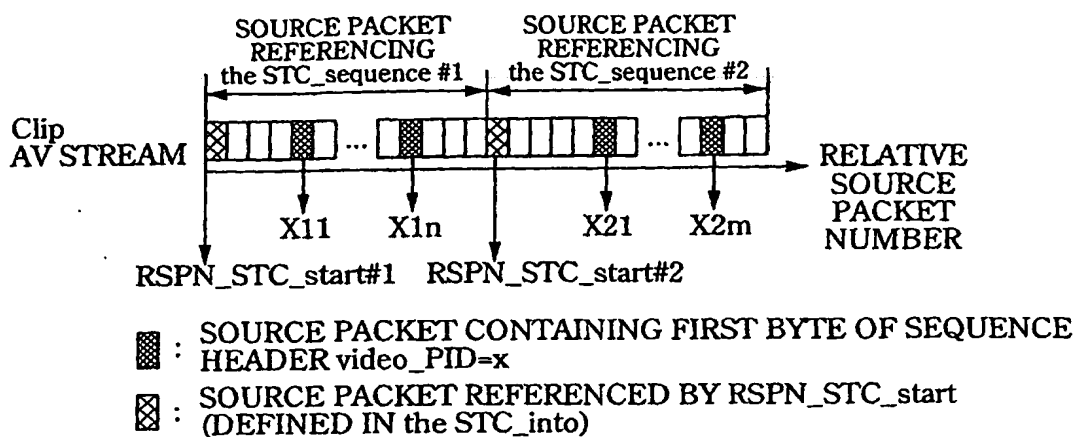 SOURCE PACKET
REFERENCING
the STC_sequence #1
SOURCE PACKET
REFERENCING
the STC_sequence #2
Clip
AV STREAM
...
...
RELATIVE
SOURCE
PACKET
NUMBER
X11
X1n
X21
X2m
RSPN_STC_start#1
RSPN_STC_start#2
: SOURCE PACKET CONTAINING FIRST BYTE OF SEQUENCE
HEADER video_PID=x
: SOURCE PACKET REFERENCED BY RSPN_STC_start
(DEFINED IN the STC_into)